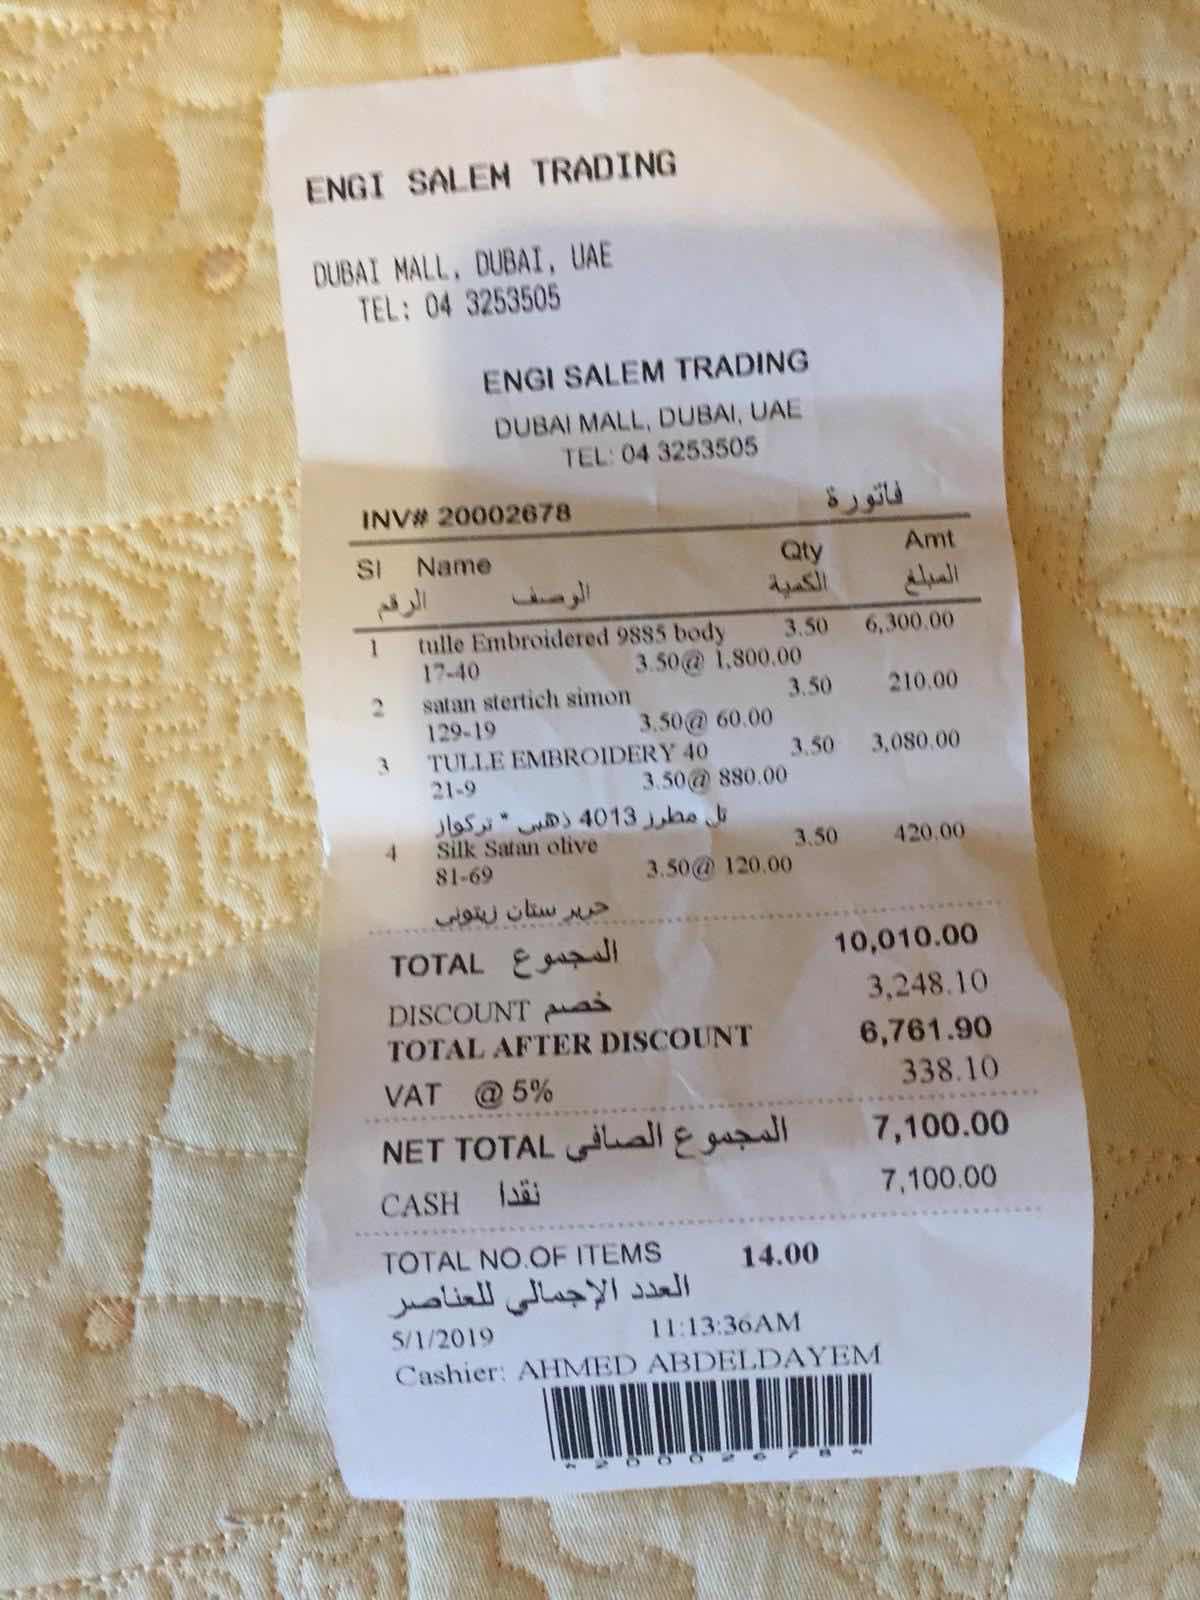 ENGI SALEM TRADING
DUBAI MALL, DUBAI, UAE
TEL: 04 3253505
ENGI SALEM TRADING
DUBAI MALL, DUBAI, UAE
TEL: 04 3253505
INV# 20002678 فاتورة
Sl Name Qty Amt
الرقم الوصف الكمية المبلغ
1 tulle Embroidered 9885 body 3.50 6,300.00
17-40 3.50@ 1,800.00
2 satan stertich simon 3.50 210.00
129-19 3.50@ 60.00
3 TULLE EMBROIDERY 40 3.50 3,080.00
21-9 3.50@ 880.00
تل مطرز 4013 ذهبي * تركواز
4 Silk Satan olive 3.50 420.00
81-69 3.50@ 120.00
حرير ستان زيتوني
TOTAL المجموع 10,010.00
DISCOUNT خصم 3,248.10
TOTAL AFTER DISCOUNT 6,761.90
VAT @ 5% 338.10
NET TOTAL المجموع الصافي 7,100.00
CASH نقدا 7,100.00
TOTAL NO.OF ITEMS 14.00
العدد الإجمالي للعناصر
5/1/2019 11:13:36AM
Cashier: AHMED ABDELDAYEM
*20002678*